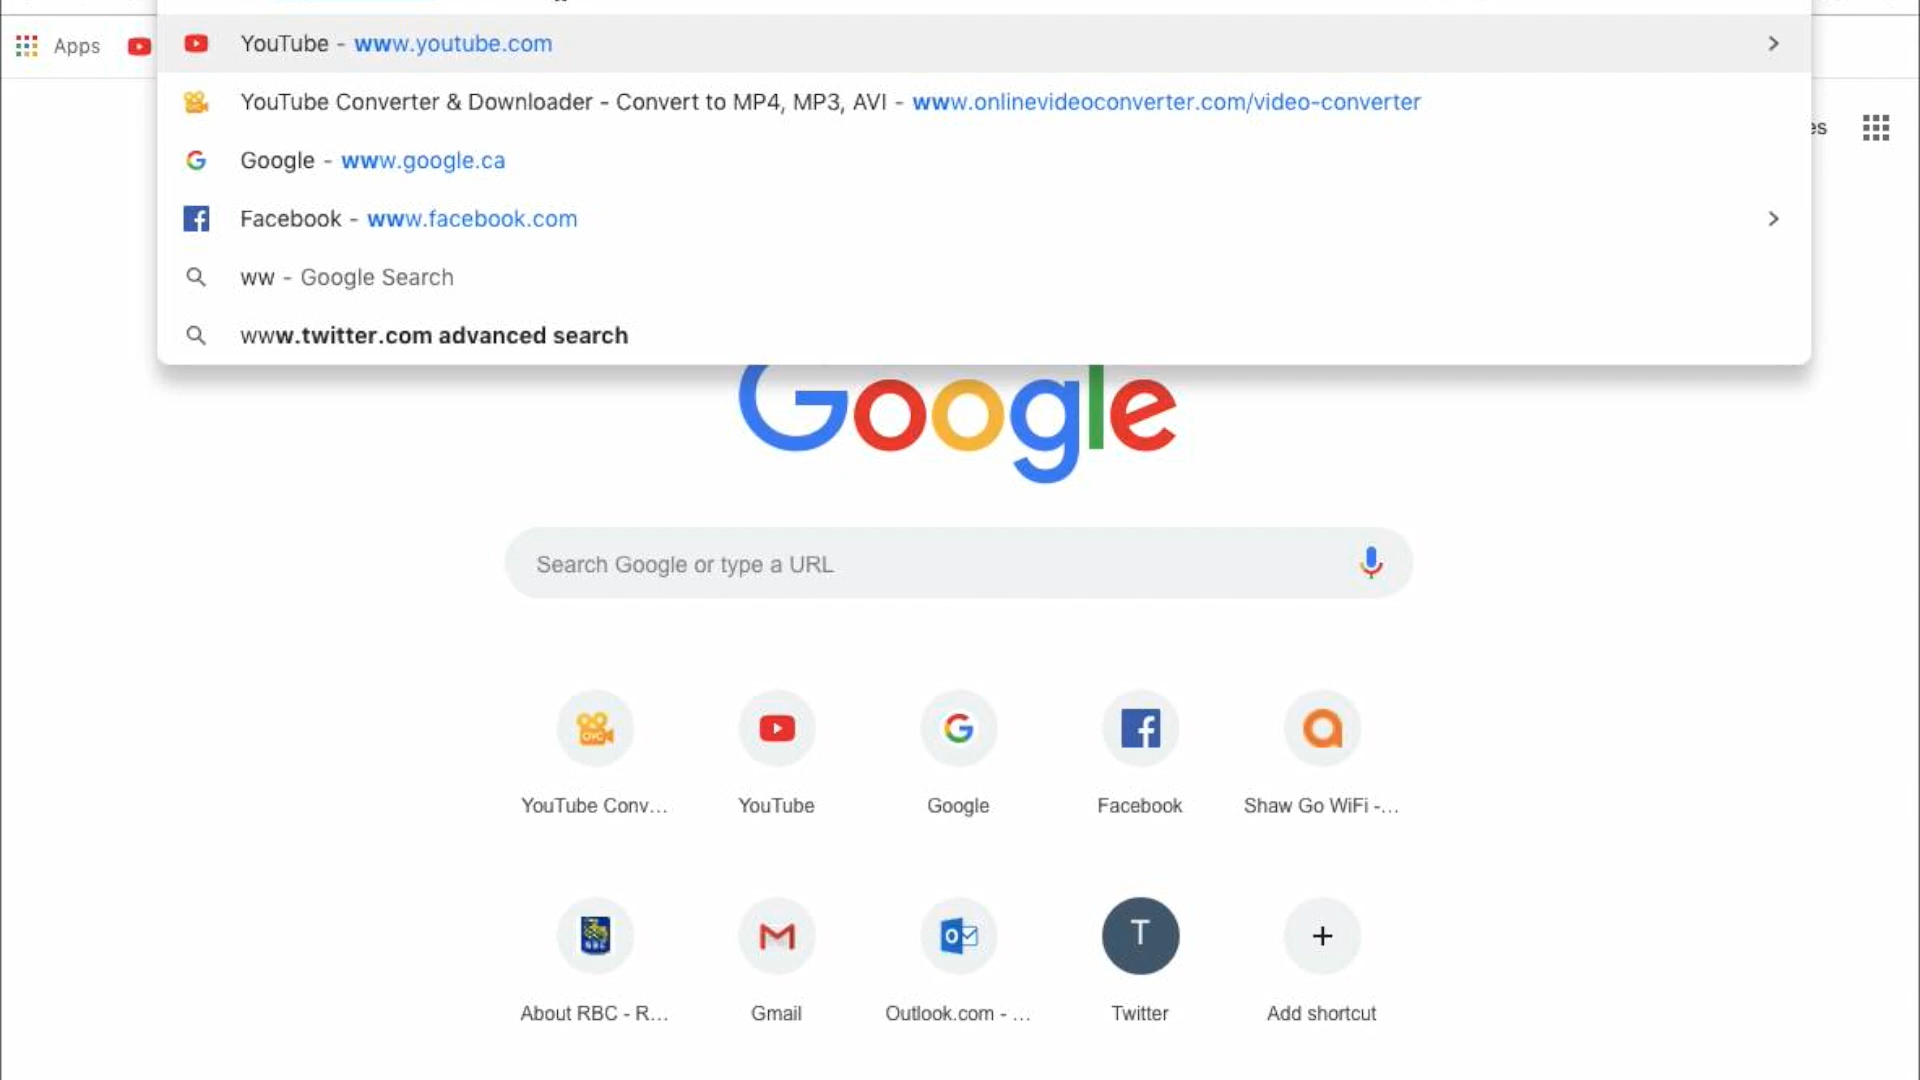 Apps
YouTube - www.youtube.com
YouTube Converter & Downloader - Convert to MP4, MP3, AVI - www.onlinevideoconverter.com/video-converter
Google - www.google.ca
Facebook - www.facebook.com
ww - Google Search
www.twitter.com advanced search
Google
Search Google or type a URL
YouTube Conv...
YouTube
Google
Facebook
Shaw Go WiFi -...
About RBC - R...
Gmail
Outlook.com - ...
T
Twitter
Add shortcut